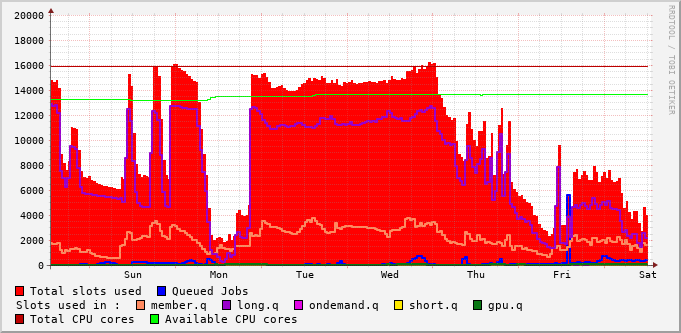 RRDTOOL / TOBI OETIKER
20000
18000
16000
14000
12000
10000
8000
6000
4000
2000
0
Sun Mon Tue Wed Thu Fri Sat
Total slots used Queued Jobs
Slots used in : member.q long.q ondemand.q short.q gpu.q
Total CPU cores Available CPU cores